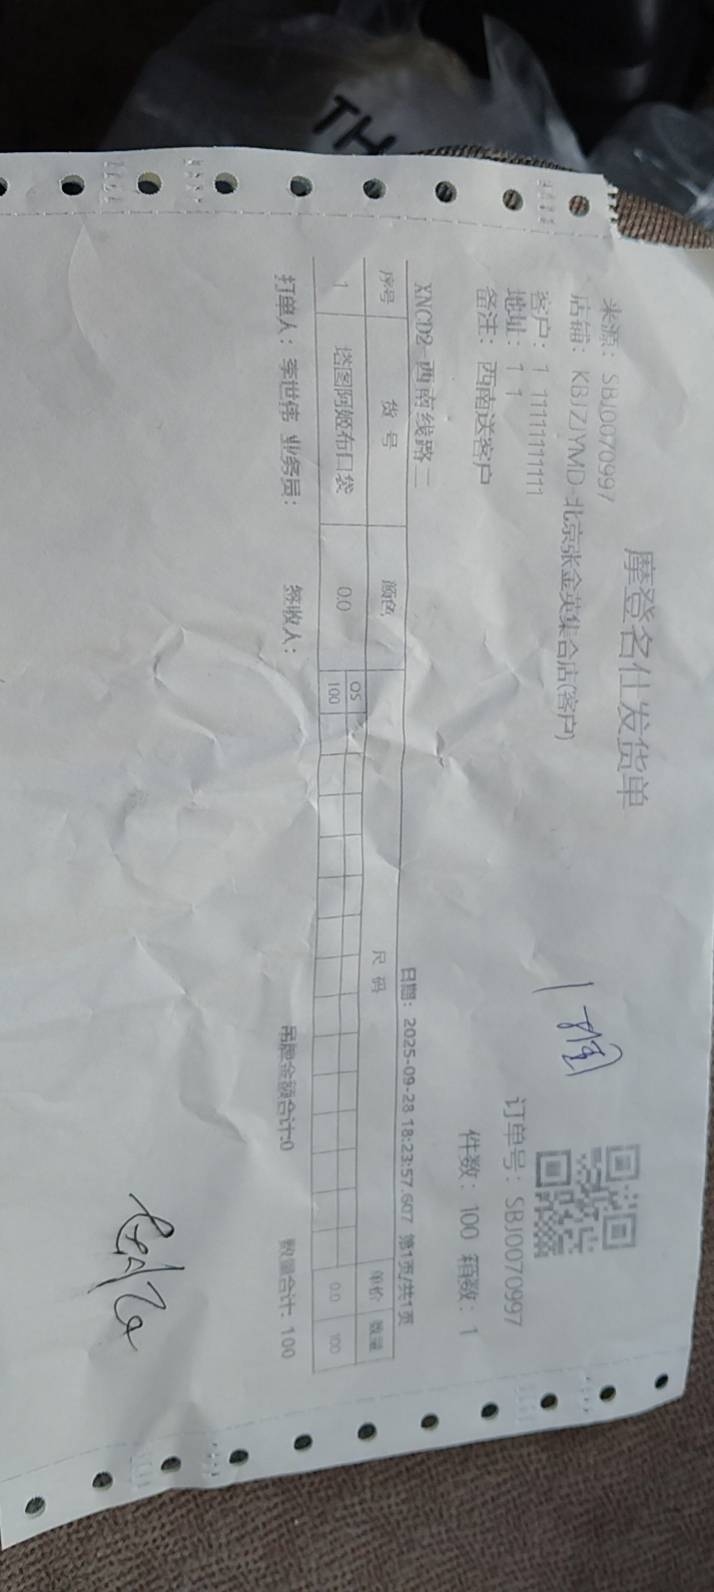 TH
摩登名仕发货单
来源：SBJ0070997
店铺：KBJZJYMD-北京张金英集合店(客户)
客户：1 11111111111
订单号：SBJ0070997
地址：1 1
备注：西南送客户
件数：100 箱数：1
XNCD2-西南线路二
日期：2025-09-28 18:23:57.607 第1页/共1页
序号 货号 颜色 尺码 单价 数量
OS
1 塔图阿姬布口袋 0.0 100 0.0 100
打单人：李世伟 业务员： 签收人： 吊牌金额合计:0 数量合计: 100